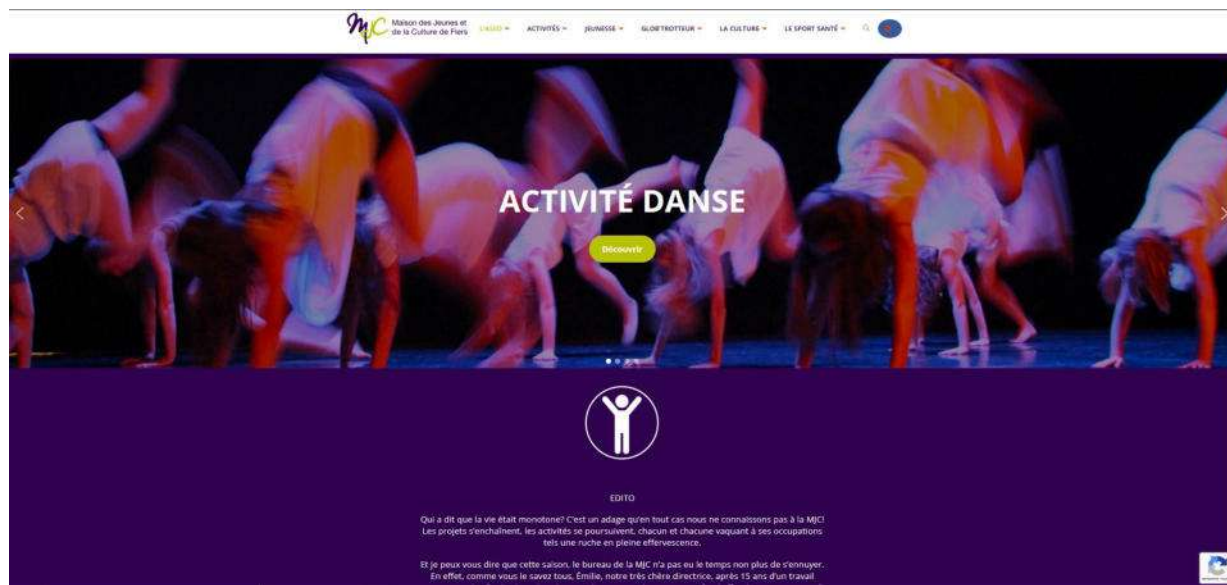 MJC
Maison des Jeunes et
de la Culture de Flers
L'ASSO ACTIVITÉS JEUNESSE GLOB'TROTTEUR LA CULTURE LE SPORT SANTÉ
ACTIVITÉ DANSE
Découvrir
EDITO
Qui a dit que la vie était monotone? C'est un adage qu'en tout cas nous ne connaissons pas à la MJC!
Les projets s'enchaînent, les activités se poursuivent, chacun et chacune vaquant à ses occupations
tels une ruche en pleine effervescence.
Et je peux vous dire que cette saison, le bureau de la MJC n'a pas eu le temps non plus de s'ennuyer.
En effet, comme vous le savez tous, Émilie, notre très chère directrice, après 15 ans d'un travail